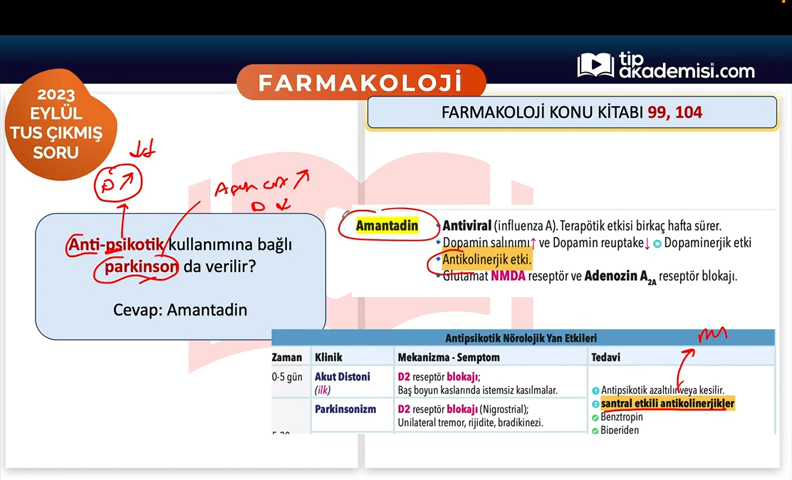 tip
akademisi.com
FARMAKOLOJİ
2023
EYLÜL
TUS ÇIKMIŞ
SORU
FARMAKOLOJİ KONU KİTABI 99, 104
D ↗
D ↓
Anti-psikotik kullanımına bağlı
parkinson da verilir?
Cevap: Amantadin
Amantadin
• Antiviral (influenza A). Terapötik etkisi birkaç hafta sürer.
• Dopamin salınımı↑ ve Dopamin reuptake↓ Dopaminerjik etki
• Antikolinerjik etki.
• Glutamat NMDA reseptör ve Adenozin A2A reseptör blokajı.
Antipsikotik Nörolojik Yan Etkileri
Zaman Klinik Mekanizma - Semptom Tedavi
0-5 gün Akut Distoni (ilk) D2 reseptör blokajı;
Baş boyun kaslarında istemsiz kasılmalar.
Parkinsonizm D2 reseptör blokajı (Nigrostrial);
Unilateral tremor, rijidite, bradikinezi.
1 Antipsikotik azaltılır veya kesilir.
2 santral etkili antikolinerjikler
Benztropin
Biperiden